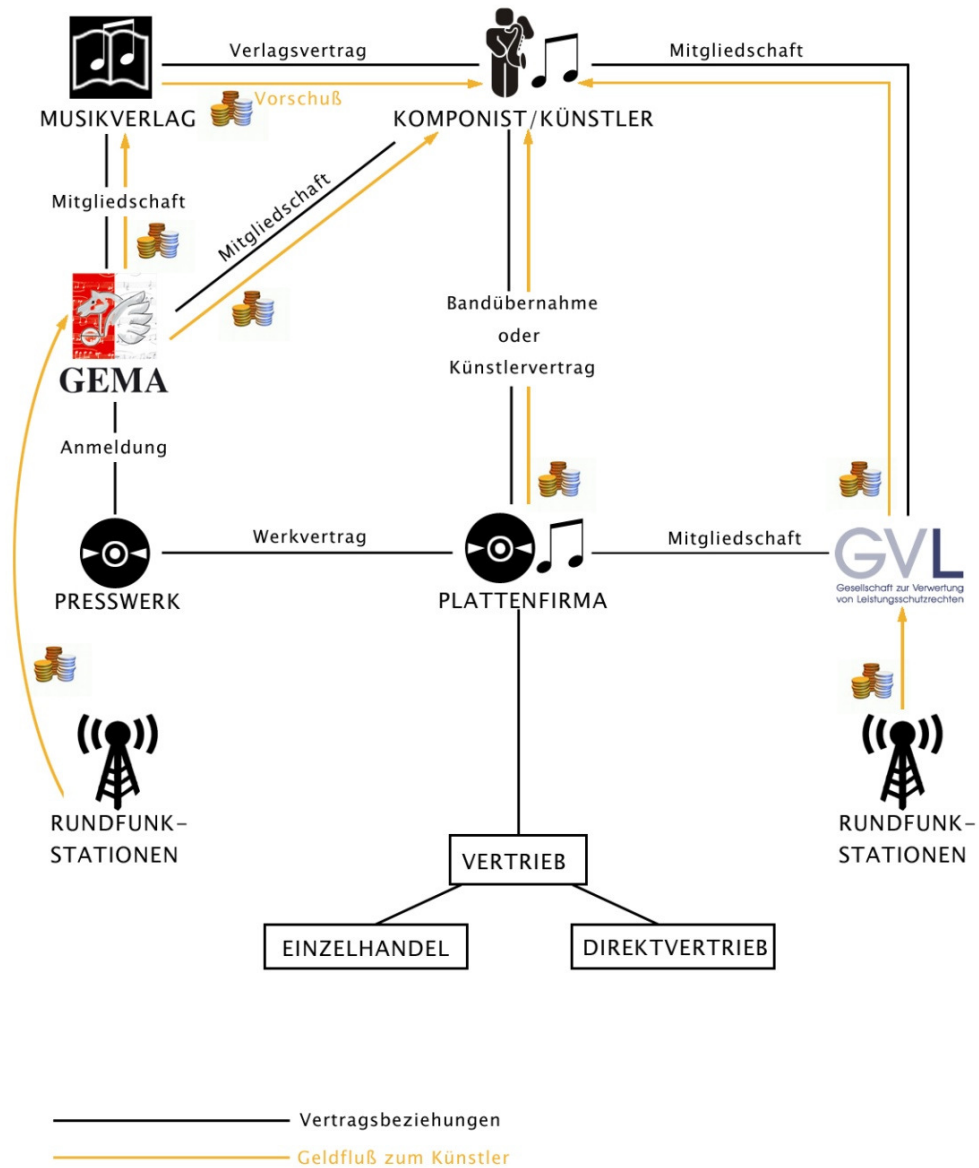 Verlagsvertrag
Mitgliedschaft
Vorschuß
MUSIKVERLAG
KOMPONIST/KÜNSTLER
Mitgliedschaft
Mitgliedschaft
Bandübernahme
oder
Künstlervertrag
GEMA
Anmeldung
Werkvertrag
Mitgliedschaft
GVL
Gesellschaft zur Verwertung
von Leistungsschutzrechten
PRESSWERK
PLATTENFIRMA
RUNDFUNK-
STATIONEN
RUNDFUNK-
STATIONEN
VERTRIEB
EINZELHANDEL
DIREKTVERTRIEB
Vertragsbeziehungen
Geldfluß zum Künstler